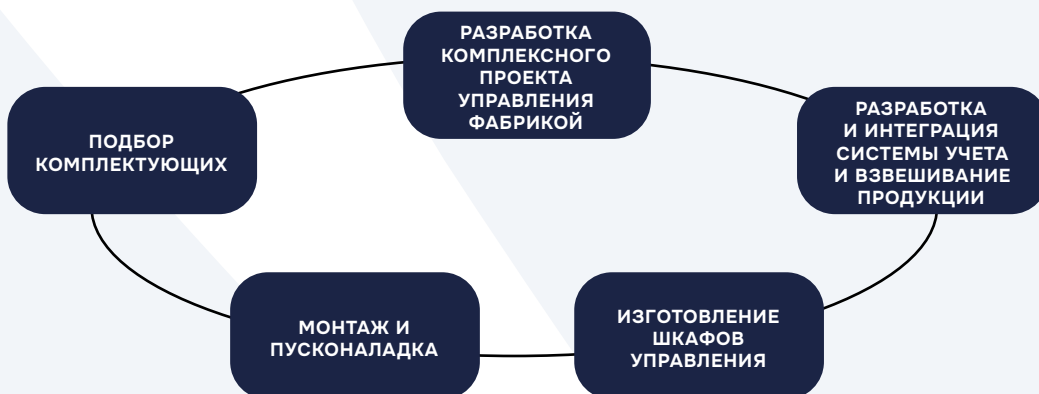 РАЗРАБОТКА
КОМПЛЕКСНОГО
ПРОЕКТА
УПРАВЛЕНИЯ
ФАБРИКОЙ
ПОДБОР
КОМПЛЕКТУЮЩИХ
РАЗРАБОТКА
И ИНТЕГРАЦИЯ
СИСТЕМЫ УЧЕТА
И ВЗВЕШИВАНИЕ
ПРОДУКЦИИ
МОНТАЖ И
ПУСКОНАЛАДКА
ИЗГОТОВЛЕНИЕ
ШКАФОВ
УПРАВЛЕНИЯ